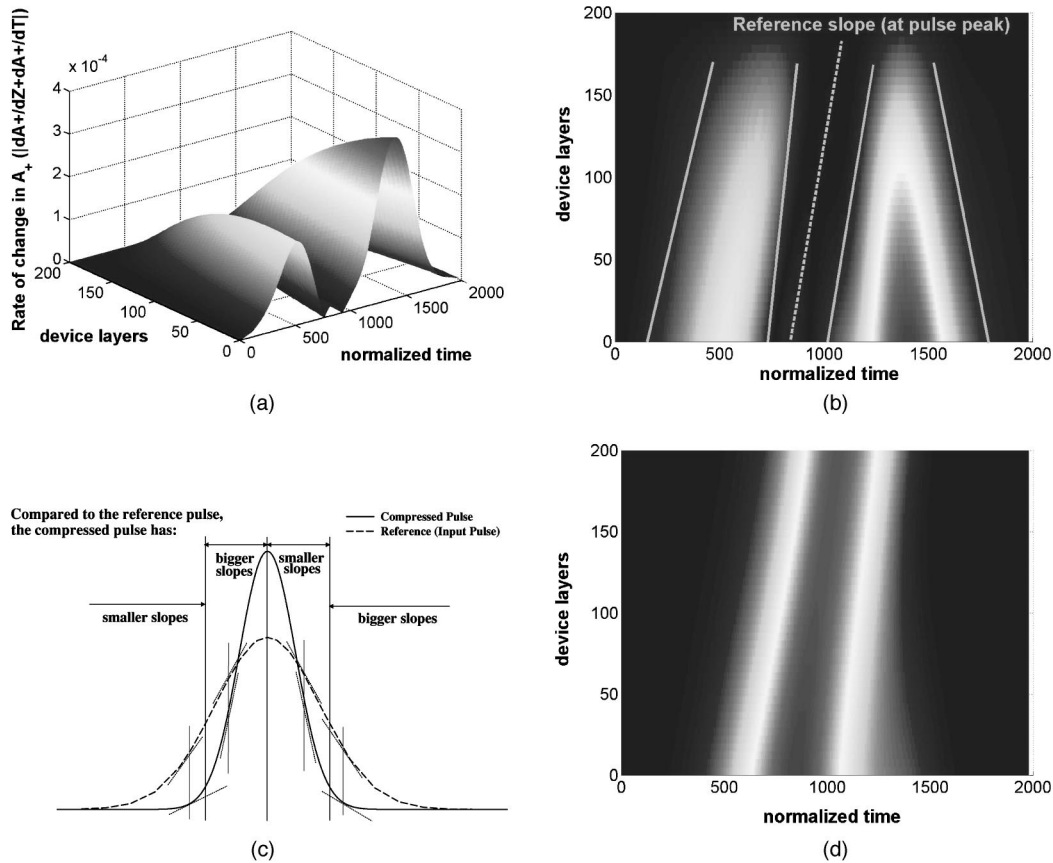 4
x 10⁻⁴
3
2
1
0
Rate of change in A₊ (|dA+/dZ+dA+/dT|)
200
150
100
50
0
device layers
0
500
1000
1500
2000
normalized time
(a)
200
150
100
50
0
device layers
Reference slope (at pulse peak)
0
500
1000
1500
2000
normalized time
(b)
Compared to the reference pulse,
the compressed pulse has:
Compressed Pulse
Reference (Input Pulse)
bigger
slopes
smaller
slopes
smaller slopes
bigger slopes
(c)
200
150
100
50
0
device layers
0
500
1000
1500
2000
normalized time
(d)